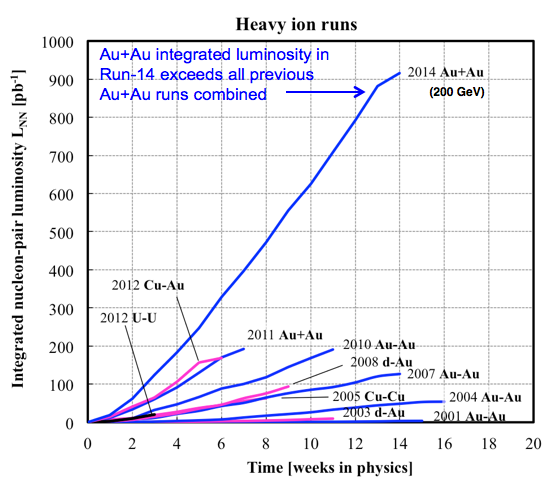 Heavy ion runs
Au+Au integrated luminosity in
Run-14 exceeds all previous
Au+Au runs combined
2014 Au+Au
(200 GeV)
2012 Cu-Au
2012 U-U
2011 Au+Au
2010 Au-Au
2008 d-Au
2007 Au-Au
2005 Cu-Cu
2004 Au-Au
2003 d-Au
2001 Au-Au
Integrated nucleon-pair luminosity L_NN [pb⁻¹]
1000
900
800
700
600
500
400
300
200
100
0
0 2 4 6 8 10 12 14 16 18 20
Time [weeks in physics]